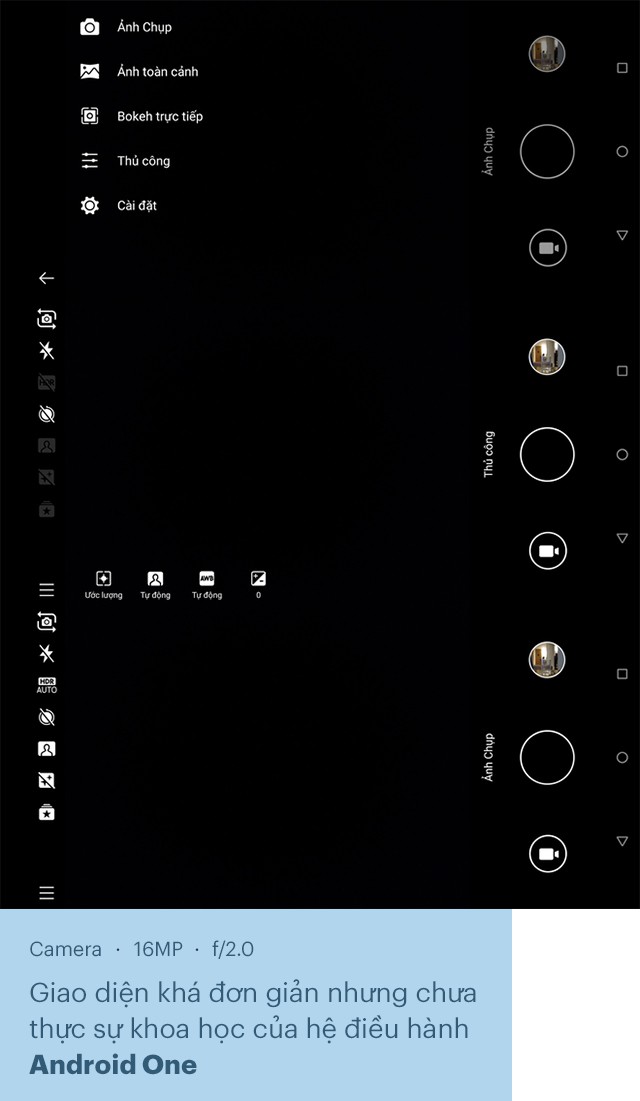 Ảnh Chụp
Ảnh toàn cảnh
Bokeh trực tiếp
Thủ công
Cài đặt
Ảnh Chụp
HDR
Thủ công
AWB
Ước lượng
Tự động
Tự động
0
HDR
AUTO
Ảnh Chụp
Camera · 16MP · f/2.0
Giao diện khá đơn giản nhưng chưa
thực sự khoa học của hệ điều hành
Android One